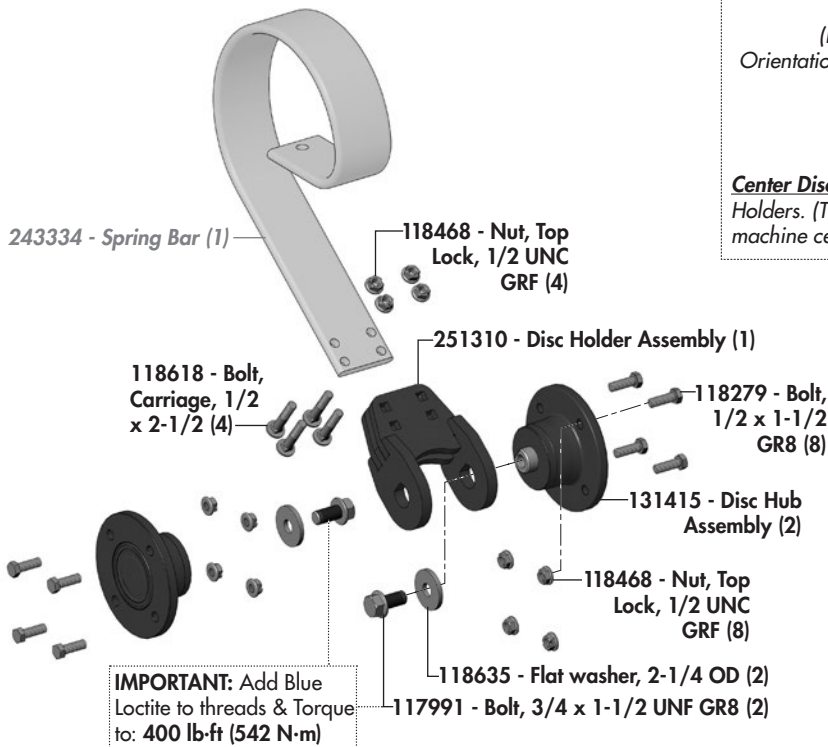 Orientatio
Center Disc
Holders. (T
machine ce
243334 - Spring Bar (1)
118468 - Nut, Top
Lock, 1/2 UNC
GRF (4)
251310 - Disc Holder Assembly (1)
118618 - Bolt,
Carriage, 1/2
x 2-1/2 (4)
118279 - Bolt,
1/2 x 1-1/2
GR8 (8)
131415 - Disc Hub
Assembly (2)
118468 - Nut, Top
Lock, 1/2 UNC
GRF (8)
118635 - Flat washer, 2-1/4 OD (2)
117991 - Bolt, 3/4 x 1-1/2 UNF GR8 (2)
IMPORTANT: Add Blue
Loctite to threads & Torque
to: 400 lb·ft (542 N·m)